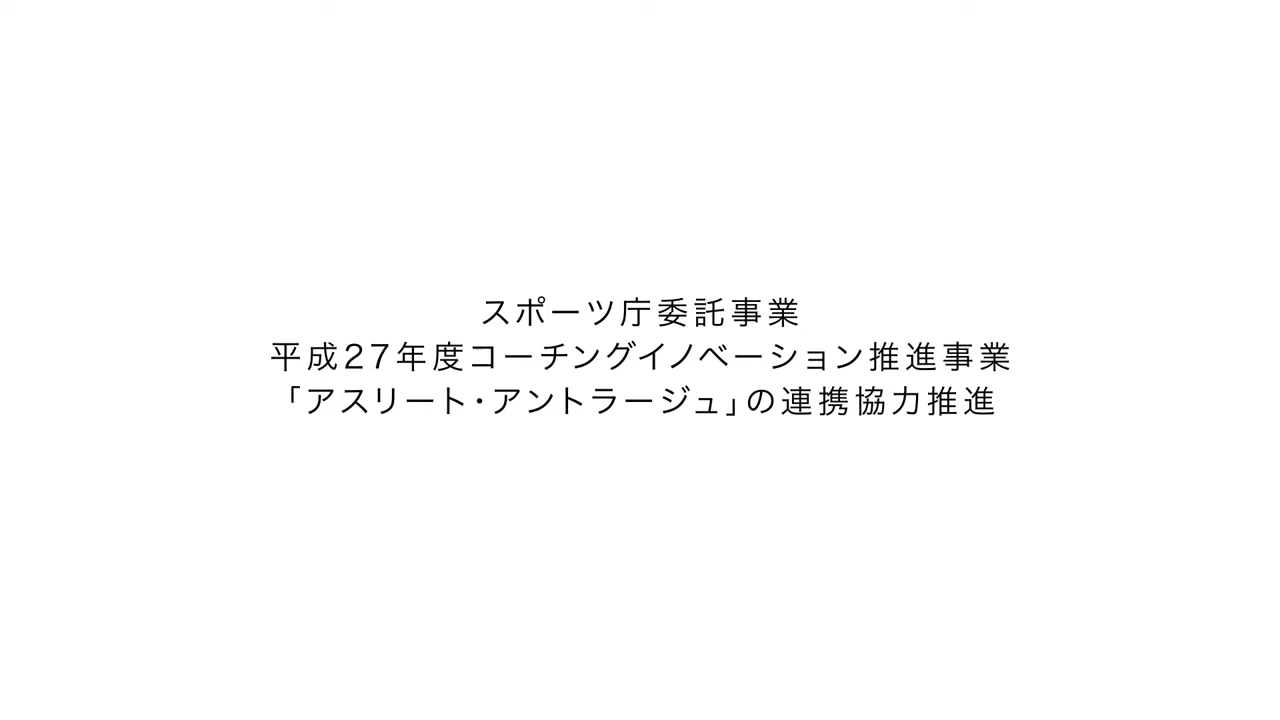 スポーツ庁委託事業
平成27年度コーチングイノベーション推進事業
「アスリート・アントラージュ」の連携協力推進